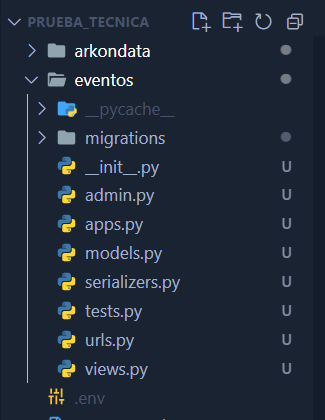 PRUEBA_TECNICA
arkondata
eventos
__pycache__
migrations
__init__.py U
admin.py U
apps.py U
models.py U
serializers.py U
tests.py U
urls.py U
views.py U
.env